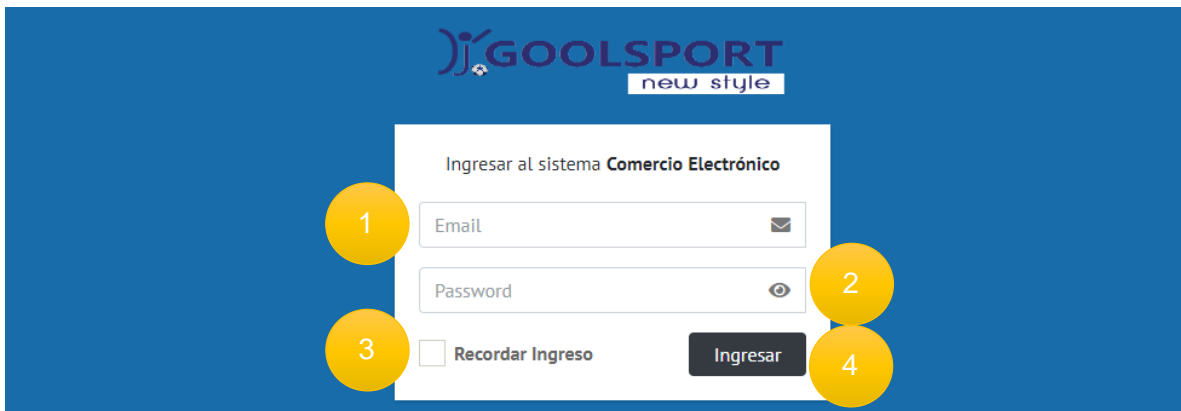 GOOLSPORT
new style
Ingresar al sistema Comercio Electrónico
1
Email
Password
2
3
Recordar Ingreso
Ingresar
4